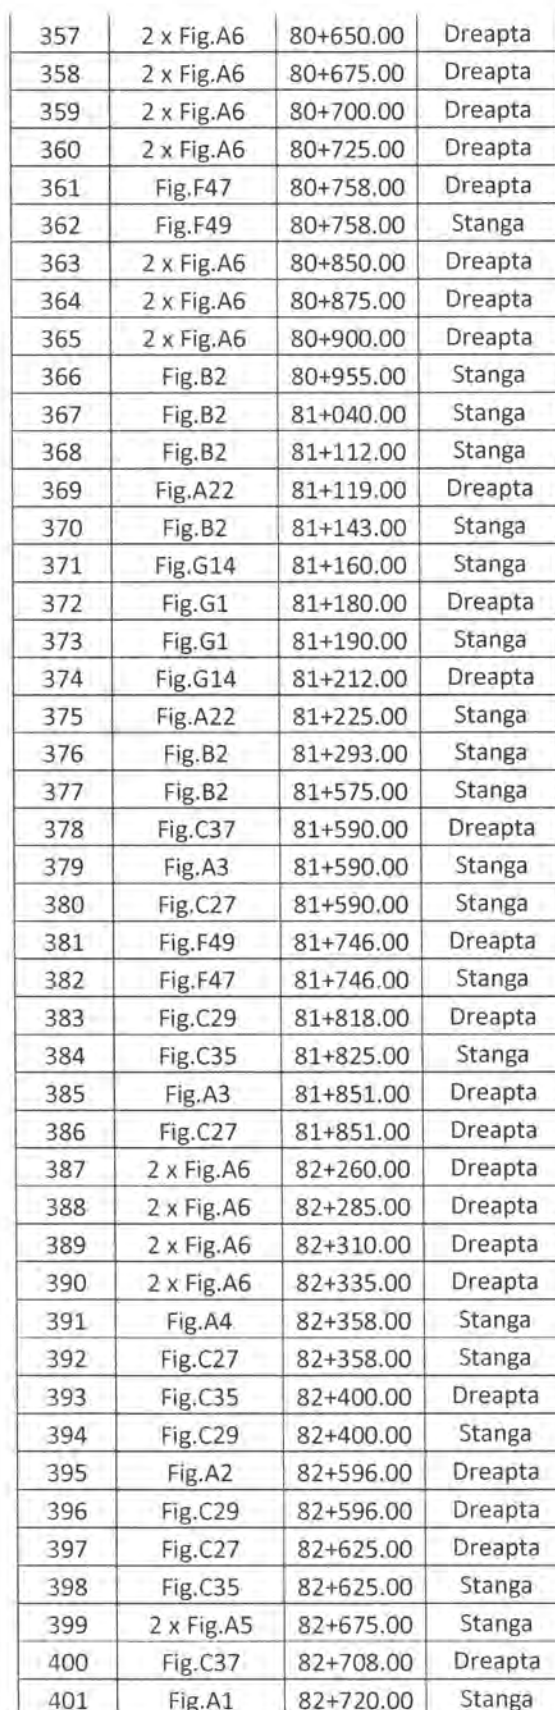 357 2 x Fig.A6 80+650.00 Dreapta
358 2 x Fig.A6 80+675.00 Dreapta
359 2 x Fig.A6 80+700.00 Dreapta
360 2 x Fig.A6 80+725.00 Dreapta
361 Fig.F47 80+758.00 Dreapta
362 Fig.F49 80+758.00 Stanga
363 2 x Fig.A6 80+850.00 Dreapta
364 2 x Fig.A6 80+875.00 Dreapta
365 2 x Fig.A6 80+900.00 Dreapta
366 Fig.B2 80+955.00 Stanga
367 Fig.B2 81+040.00 Stanga
368 Fig.B2 81+112.00 Stanga
369 Fig.A22 81+119.00 Dreapta
370 Fig.B2 81+143.00 Stanga
371 Fig.G14 81+160.00 Stanga
372 Fig.G1 81+180.00 Dreapta
373 Fig.G1 81+190.00 Stanga
374 Fig.G14 81+212.00 Dreapta
375 Fig.A22 81+225.00 Stanga
376 Fig.B2 81+293.00 Stanga
377 Fig.B2 81+575.00 Stanga
378 Fig.C37 81+590.00 Dreapta
379 Fig.A3 81+590.00 Stanga
380 Fig.C27 81+590.00 Stanga
381 Fig.F49 81+746.00 Dreapta
382 Fig.F47 81+746.00 Stanga
383 Fig.C29 81+818.00 Dreapta
384 Fig.C35 81+825.00 Stanga
385 Fig.A3 81+851.00 Dreapta
386 Fig.C27 81+851.00 Dreapta
387 2 x Fig.A6 82+260.00 Dreapta
388 2 x Fig.A6 82+285.00 Dreapta
389 2 x Fig.A6 82+310.00 Dreapta
390 2 x Fig.A6 82+335.00 Dreapta
391 Fig.A4 82+358.00 Stanga
392 Fig.C27 82+358.00 Stanga
393 Fig.C35 82+400.00 Dreapta
394 Fig.C29 82+400.00 Stanga
395 Fig.A2 82+596.00 Dreapta
396 Fig.C29 82+596.00 Dreapta
397 Fig.C27 82+625.00 Dreapta
398 Fig.C35 82+625.00 Stanga
399 2 x Fig.A5 82+675.00 Stanga
400 Fig.C37 82+708.00 Dreapta
401 Fig.A1 82+720.00 Stanga